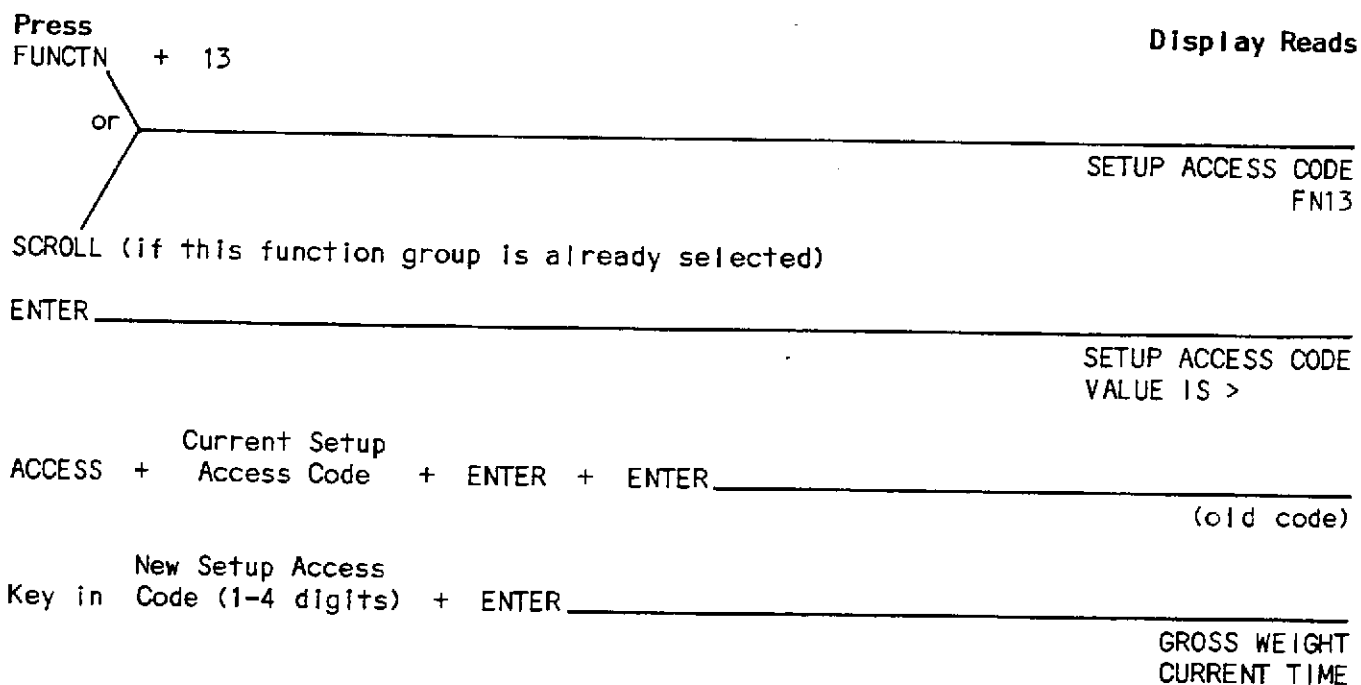 Press
Display Reads
FUNCTN + 13
or
SETUP ACCESS CODE
FN13
SCROLL (if this function group is already selected)
ENTER
SETUP ACCESS CODE
VALUE IS >
Current Setup
ACCESS + Access Code + ENTER + ENTER
(old code)
New Setup Access
Key in Code (1-4 digits) + ENTER
GROSS WEIGHT
CURRENT TIME